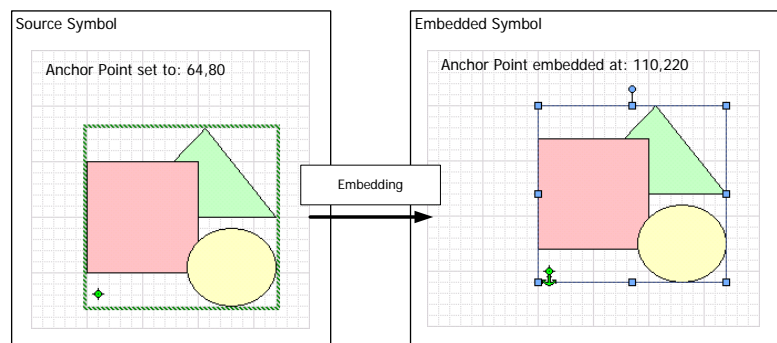 Source Symbol
Anchor Point set to: 64,80
Embedding
Embedded Symbol
Anchor Point embedded at: 110,220